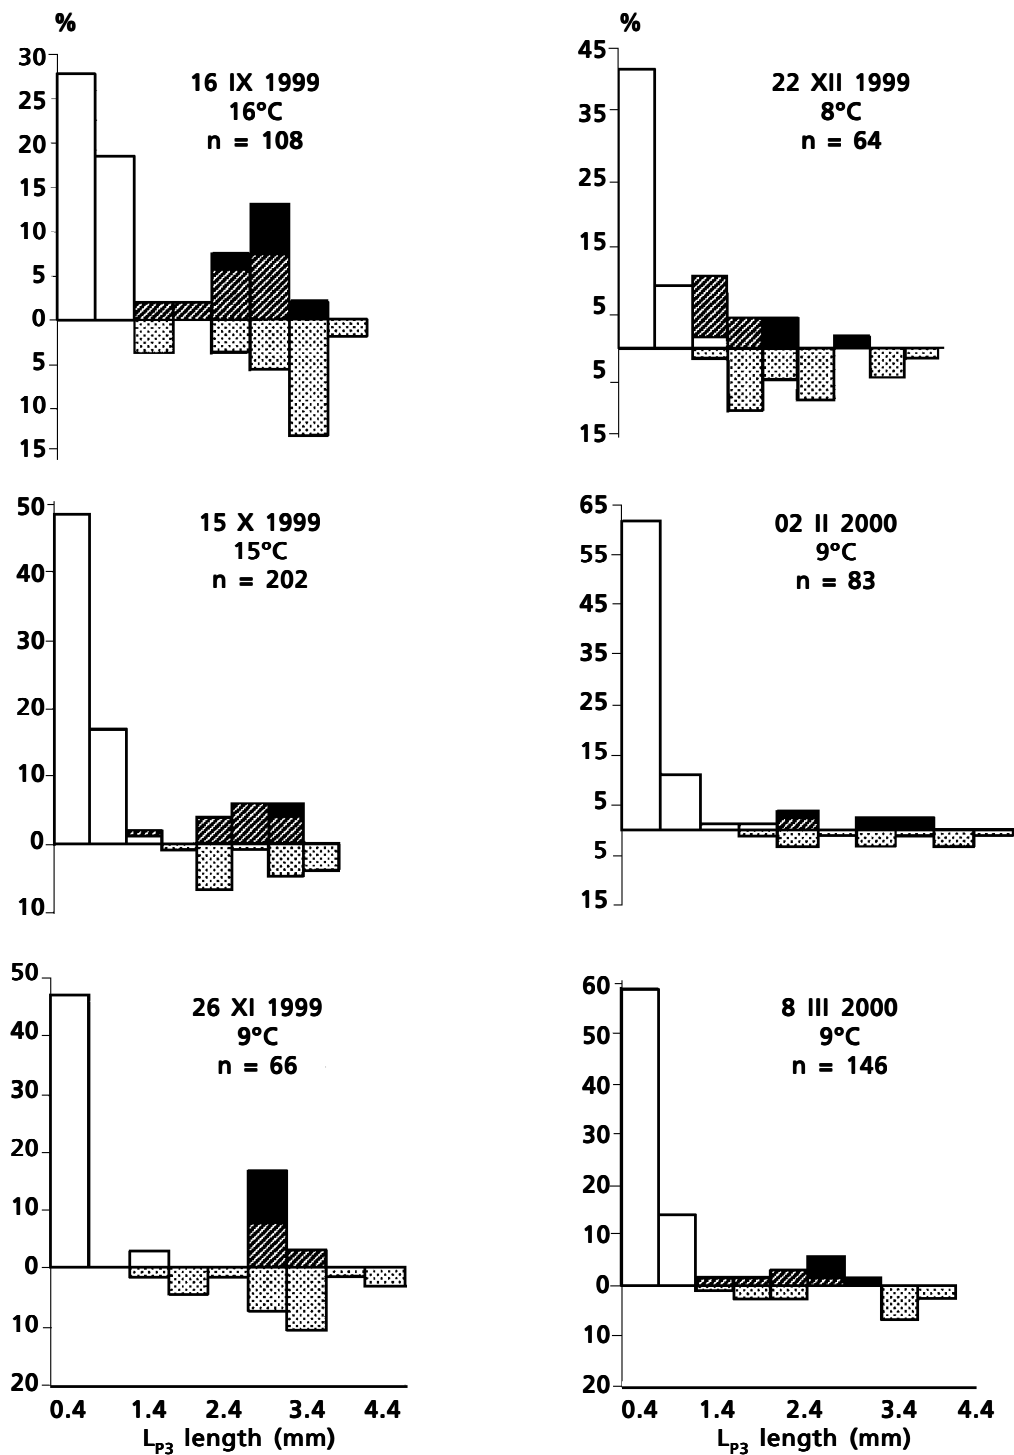 %
30
25
20
15
10
5
0
5
10
15
16 IX 1999
16°C
n = 108
%
45
35
25
15
5
5
15
22 XII 1999
8°C
n = 64
50
40
30
20
10
0
10
15 X 1999
15°C
n = 202
65
55
45
35
25
15
5
5
15
02 II 2000
9°C
n = 83
50
40
30
20
10
0
10
20
26 XI 1999
9°C
n = 66
0.4 1.4 2.4 3.4 4.4
LP3 length (mm)
60
50
40
30
20
10
0
10
20
8 III 2000
9°C
n = 146
0.4 1.4 2.4 3.4 4.4
LP3 length (mm)